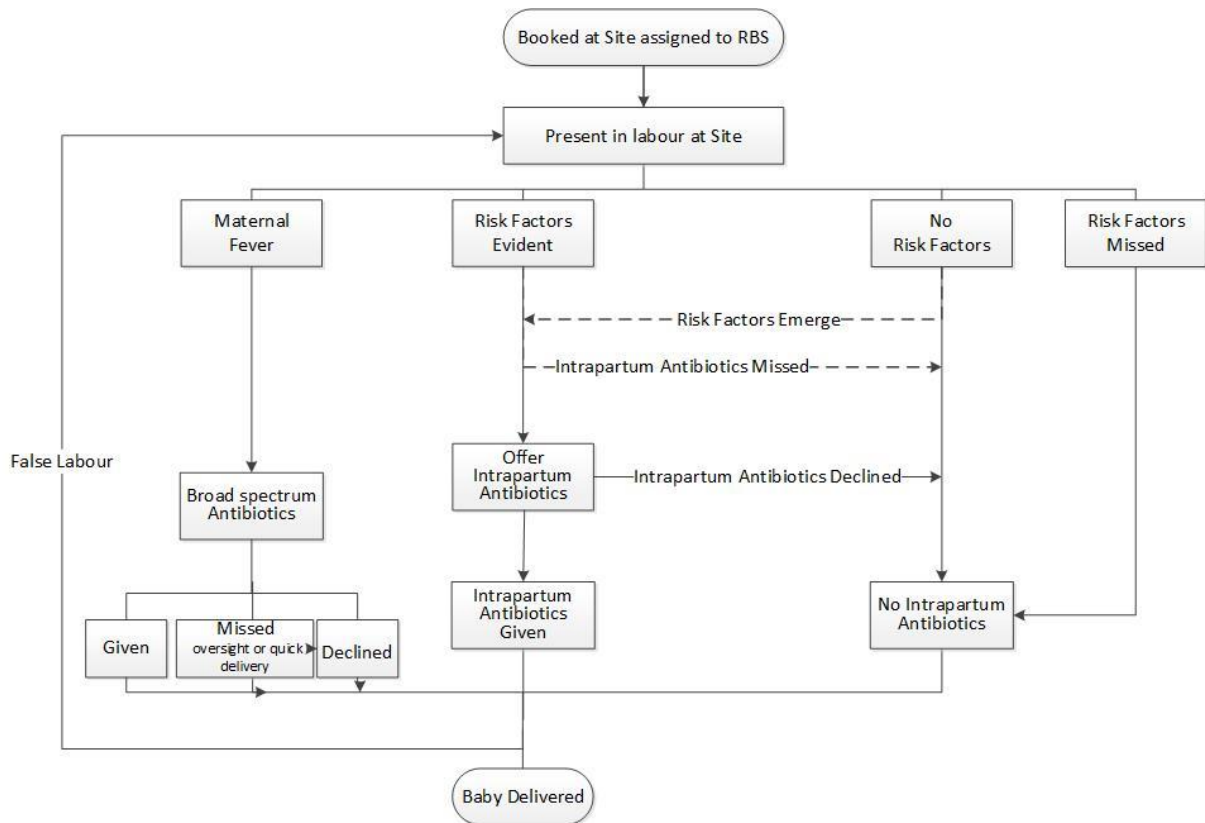 Booked at Site assigned to RBS
Present in labour at Site
Maternal
Fever
Risk Factors
Evident
No
Risk Factors
Risk Factors
Missed
Risk Factors Emerge
Intrapartum Antibiotics Missed
False Labour
Offer
Intrapartum
Antibiotics
Intrapartum Antibiotics Declined
Broad spectrum
Antibiotics
Given
Missed
oversight or quick
delivery
Declined
Intrapartum
Antibiotics
Given
No Intrapartum
Antibiotics
Baby Delivered